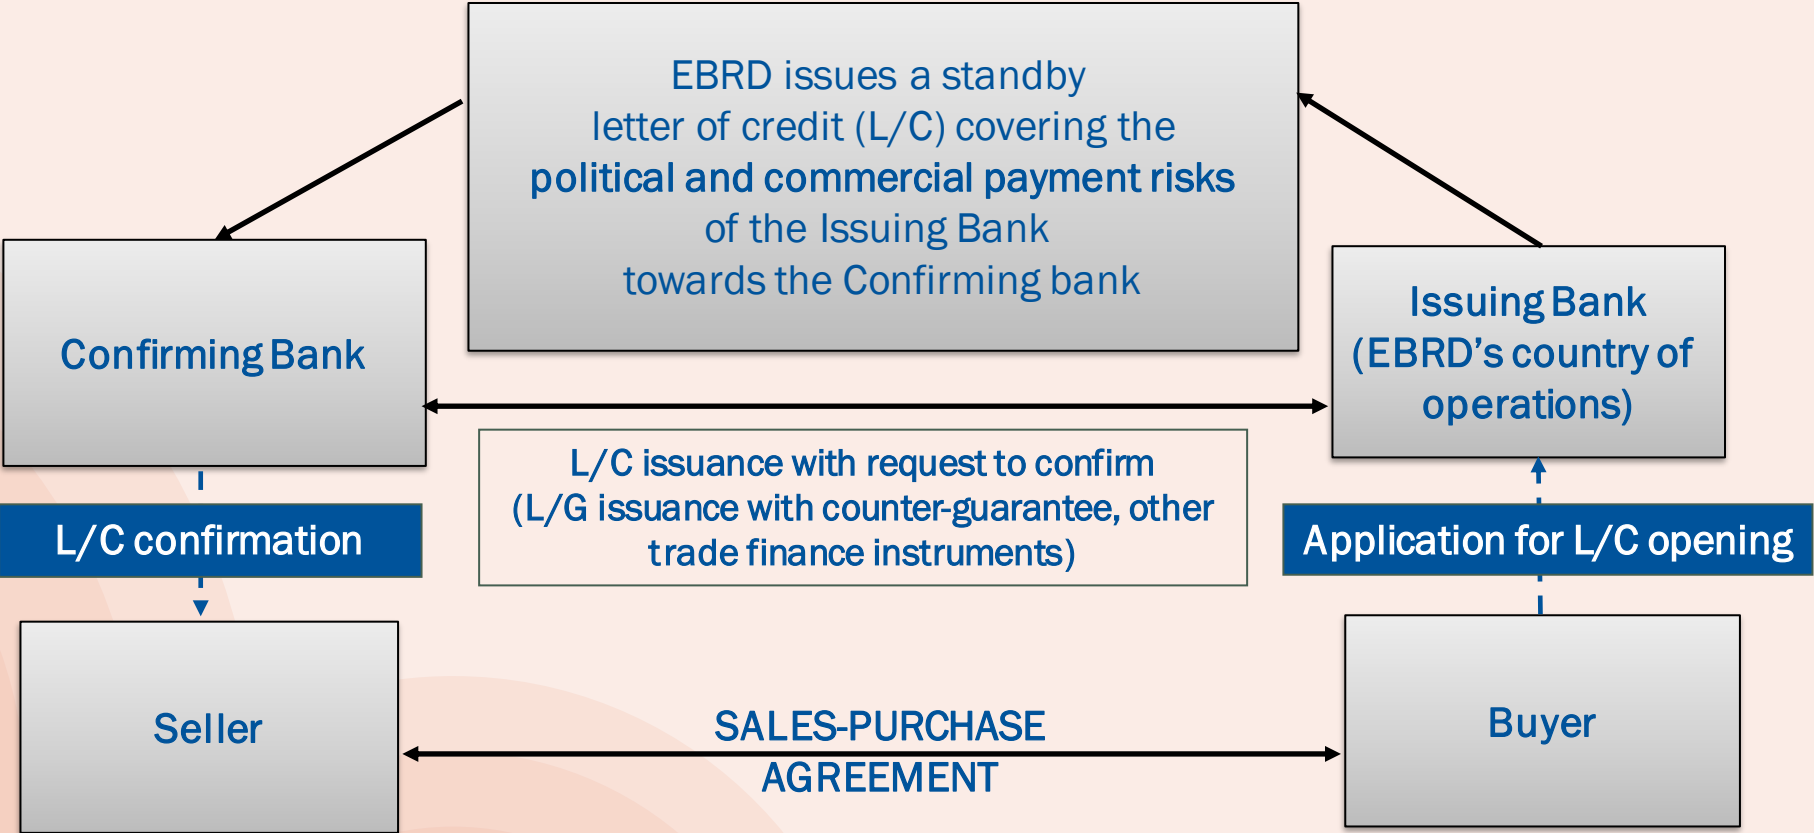 EBRD issues a standby
letter of credit (L/C) covering the
political and commercial payment risks
of the Issuing Bank
towards the Confirming bank
Confirming Bank
Issuing Bank
(EBRD’s country of
operations)
L/C issuance with request to confirm
(L/G issuance with counter-guarantee, other
trade finance instruments)
L/C confirmation
Application for L/C opening
Seller
SALES-PURCHASE
AGREEMENT
Buyer